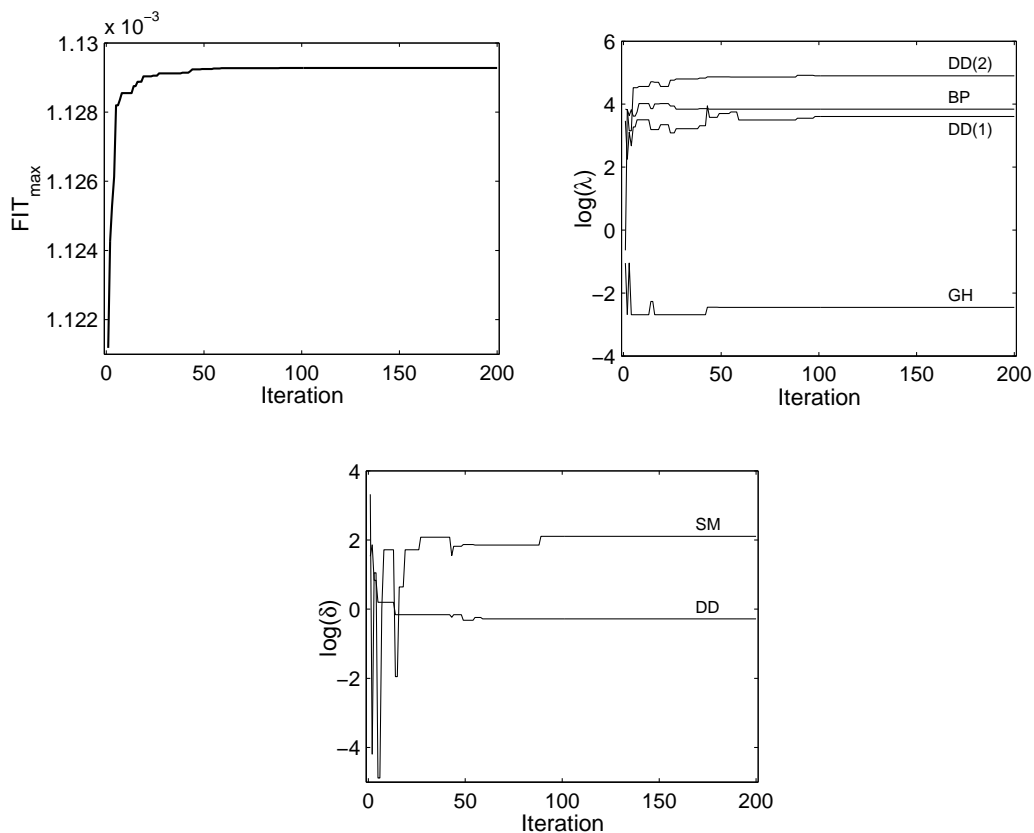 x 10⁻³
1.13
1.128
1.126
1.124
1.122
FIT_max
0 50 100 150 200
Iteration
6
4
2
0
−2
−4
log(λ)
DD(2)
BP
DD(1)
GH
0 50 100 150 200
Iteration
4
2
0
−2
−4
log(δ)
SM
DD
0 50 100 150 200
Iteration